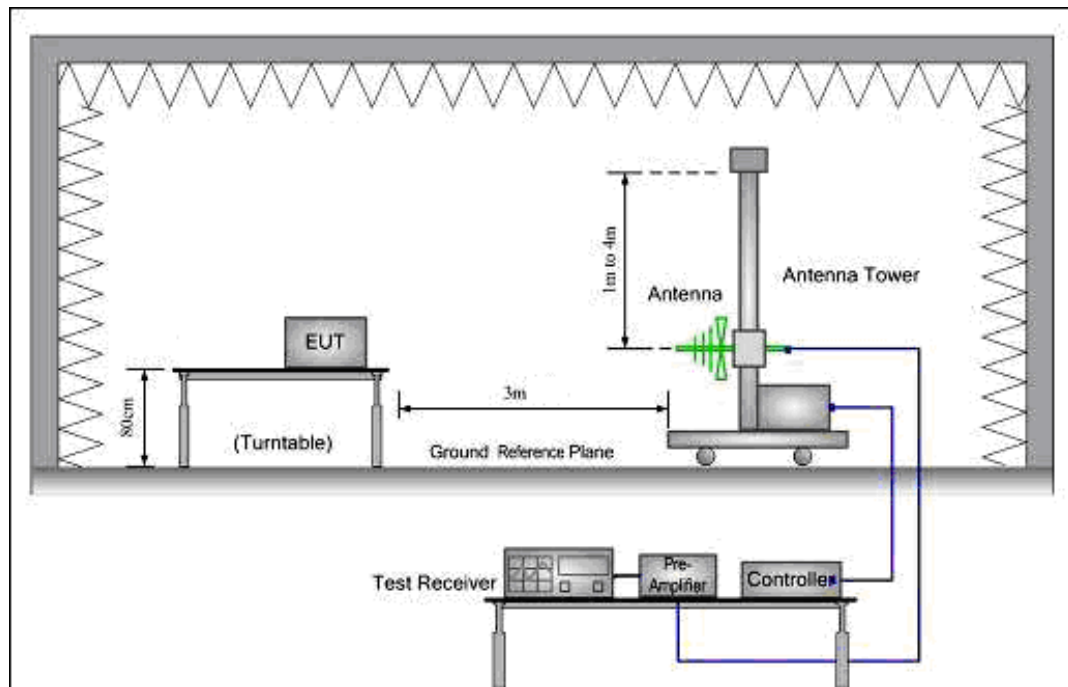 1m to 4m
Antenna
Antenna Tower
EUT
80cm
3m
(Turntable)
Ground Reference Plane
Test Receiver
Pre-
Amplifier
Controller